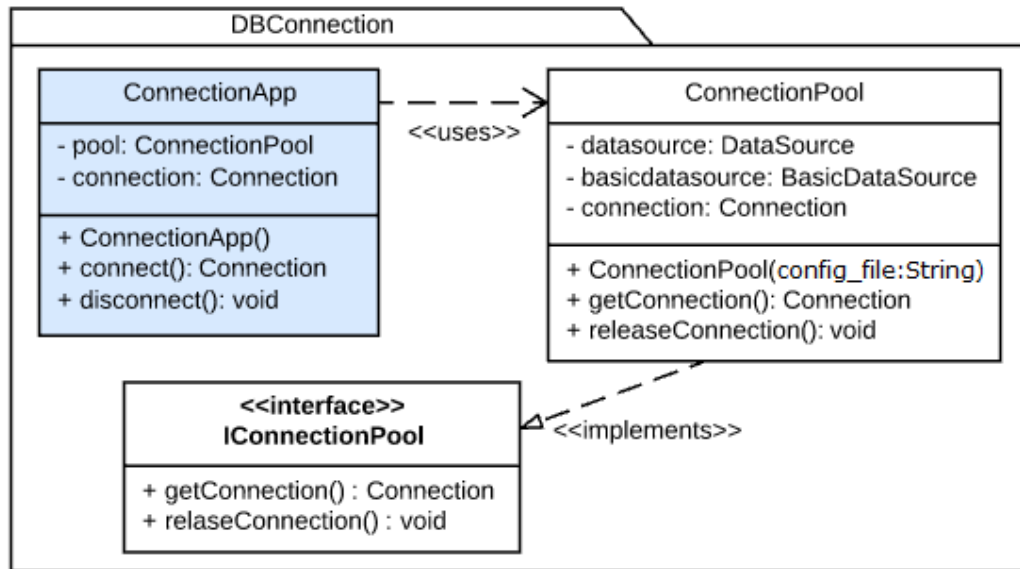 DBConnection
ConnectionApp
- pool: ConnectionPool
- connection: Connection
+ ConnectionApp()
+ connect(): Connection
+ disconnect(): void
<<uses>>
ConnectionPool
- datasource: DataSource
- basicdatasource: BasicDataSource
- connection: Connection
+ ConnectionPool(config_file:String)
+ getConnection(): Connection
+ releaseConnection(): void
<<implements>>
<<interface>>
IConnectionPool
+ getConnection() : Connection
+ relaseConnection() : void